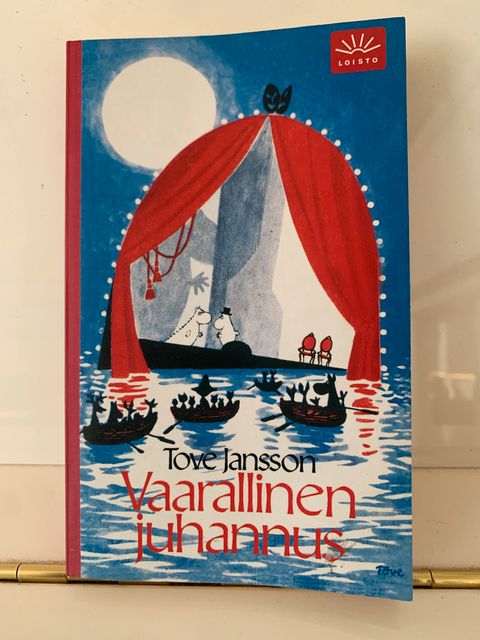 LOISTO
Tove Jansson
Vaarallinen
juhannus
Tove